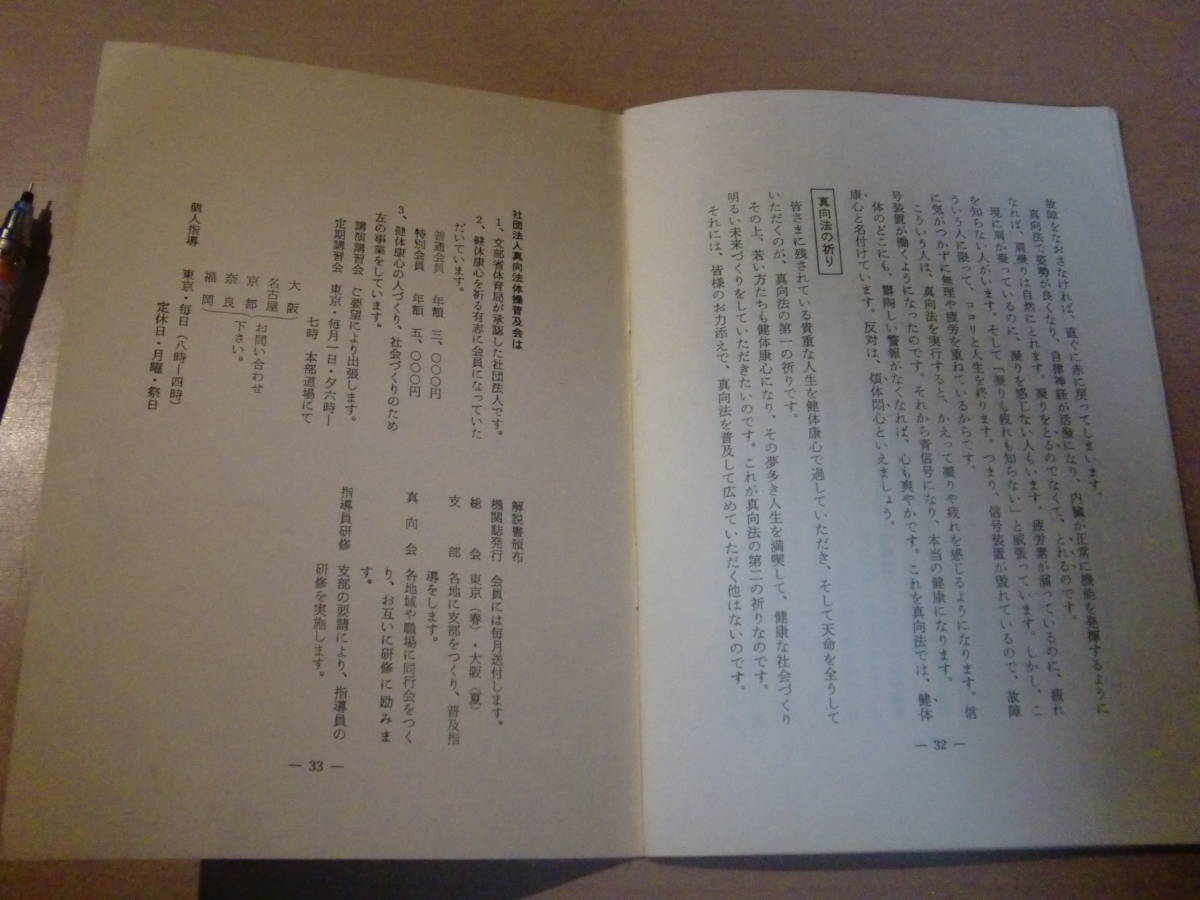 故障をなおさなければ、直ぐに赤に戻ってしまいます。
真向法で姿勢が良くなり、自律神経が活潑になり、内臓が正常に機能を発揮するように
なれば、肩凝りは自然にとれます。凝りをとるのでなくて、とれるのです。
現に肩が凝っているのに、凝りを感じない人もいます。疲労素が溜っているのに、疲れ
を知らない人がいます。そして「凝りも疲れも知らない」と威張っています。しかし、こ
ういう人に限って、コロリと人生を終ります。つまり、信号装置が毀れているので、故障
に気がつかずに無理や疲労を重ねているからです。
こういう人は、真向法を実行すると、かえって凝りや疲れを感じるようになります。信
号装置が働くようになったのです。それから青信号になり、本当の健康になります。
体のどこにも、鬱陶しい警報がなくなれば、心も爽やかです。これを真向法では、健体
康心と名付けています。反対は、煩体悶心といえましょう。
真向法の祈り
皆さまに残されている貴重な人生を健体康心で過していただき、そして天命を全うして
いただくのが、真向法の第一の祈りです。
その上、若い方たちも健体康心になり、その夢多き人生を満喫して、健康な社会づくり
明るい未来づくりをしていただきたいのです。これが真向法の第二の祈りなのです。
それには、皆様のお力添えで、真向法を普及して広めていただく他はないのです。
— 32 —
社団法人真向法体操普及会は
1、文部省体育局が承認した社団法人です。
2、健体康心を祈る有志に会員になっていた
だいています。
普通会員 年額 三、〇〇〇円
特別会員 年額 五、〇〇〇円
3、健体康心の人づくり、社会づくりのため
左の事業をしています。
講演講習会 ご要望により出張します。
定期講習会 東京・毎月一日・夕六時—
七時 本部道場にて
大阪
名古屋
京都
奈良
福岡
お問い合わせ
下さい。
個人指導
東京・毎日(八時—四時)
定休日・月曜・祭日
解説書頒布
機関誌発行 会員には毎月送付します。
総会 東京(春)・大阪(夏)
支部 各地に支部をつくり、普及指
導をします。
真向会 各地域や職場に同行会をつく
り、お互いに研修に励みま
す。
指導員研修 支部の要請により、指導員の
研修を実施します。
— 33 —